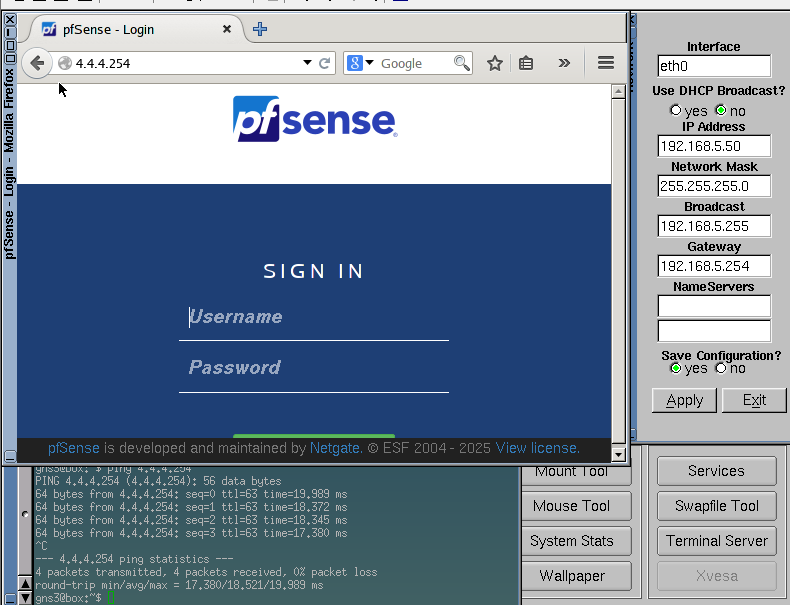 pfSense - Login
4.4.4.254
Google
pfSense - Login - Mozilla Firefox
pfsense
SIGN IN
Username
Password
pfSense is developed and maintained by Netgate. © ESF 2004 - 2025 View license.
Interface
eth0
Use DHCP Broadcast?
yes no
IP Address
192.168.5.50
Network Mask
255.255.255.0
Broadcast
192.168.5.255
Gateway
192.168.5.254
NameServers
Save Configuration?
yes no
Apply Exit
gns3@box:~$ ping 4.4.4.254
PING 4.4.4.254 (4.4.4.254): 56 data bytes
64 bytes from 4.4.4.254: seq=0 ttl=63 time=19.989 ms
64 bytes from 4.4.4.254: seq=1 ttl=63 time=18.372 ms
64 bytes from 4.4.4.254: seq=2 ttl=63 time=18.345 ms
64 bytes from 4.4.4.254: seq=3 ttl=63 time=17.380 ms
^C
--- 4.4.4.254 ping statistics ---
4 packets transmitted, 4 packets received, 0% packet loss
round-trip min/avg/max = 17.380/18.521/19.989 ms
gns3@box:~$
Mount Tool
Mouse Tool
System Stats
Wallpaper
Services
Swapfile Tool
Terminal Server
Xvesa